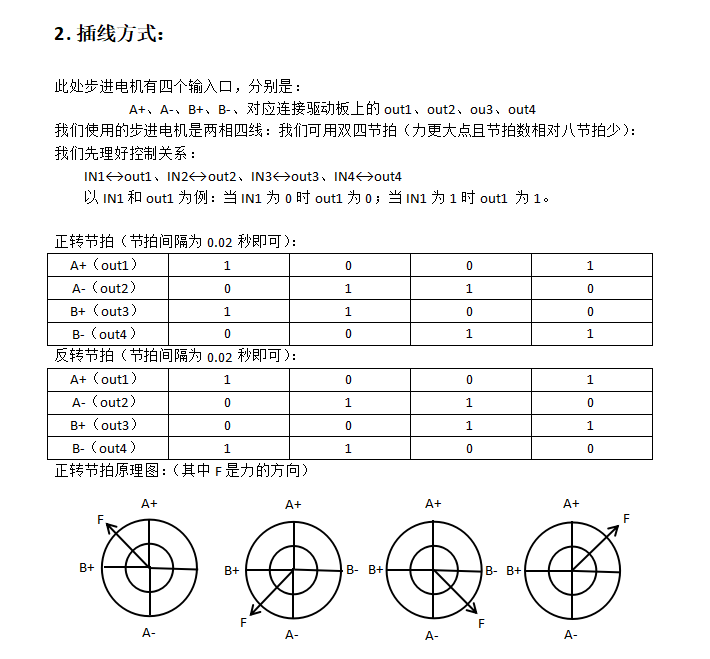 2. 插线方式：
此处步进电机有四个输入口，分别是：
A+、A-、B+、B-、对应连接驱动板上的 out1、out2、ou3、out4
我们使用的步进电机是两相四线：我们可用双四节拍（力更大点且节拍数相对八节拍少）：
我们先理好控制关系：
IN1↔out1、IN2↔out2、IN3↔out3、IN4↔out4
以 IN1 和 out1 为例：当 IN1 为 0 时 out1 为 0；当 IN1 为 1 时 out1 为 1。
正转节拍（节拍间隔为 0.02 秒即可）：
A+（out1） 1 0 0 1
A-（out2） 0 1 1 0
B+（out3） 1 1 0 0
B-（out4） 0 0 1 1
反转节拍（节拍间隔为 0.02 秒即可）：
A+（out1） 1 0 0 1
A-（out2） 0 1 1 0
B+（out3） 0 0 1 1
B-（out4） 1 1 0 0
正转节拍原理图：（其中 F 是力的方向）
A+ A+ A+ A+
F F
B+ B+ B- B+ B- B+
F F
A- A- A- A-